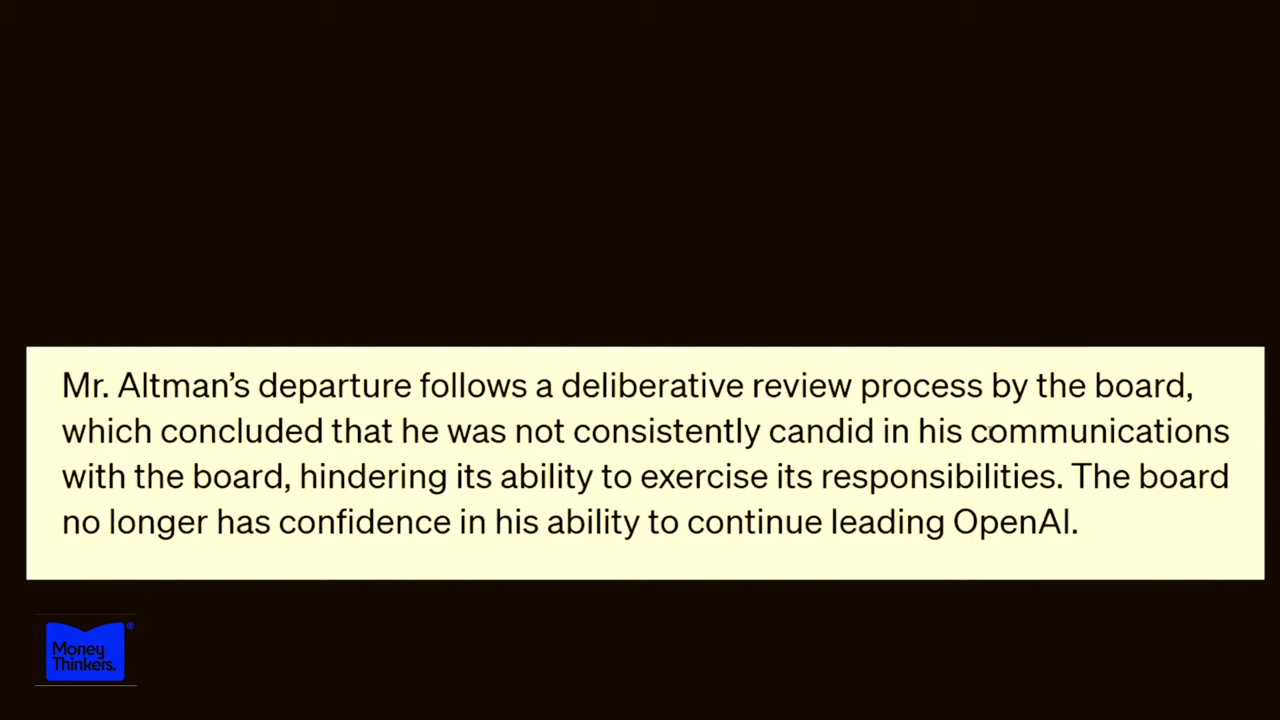 Mr. Altman’s departure follows a deliberative review process by the board,
which concluded that he was not consistently candid in his communications
with the board, hindering its ability to exercise its responsibilities. The board
no longer has confidence in his ability to continue leading OpenAI.
Money
Thinkers.
®